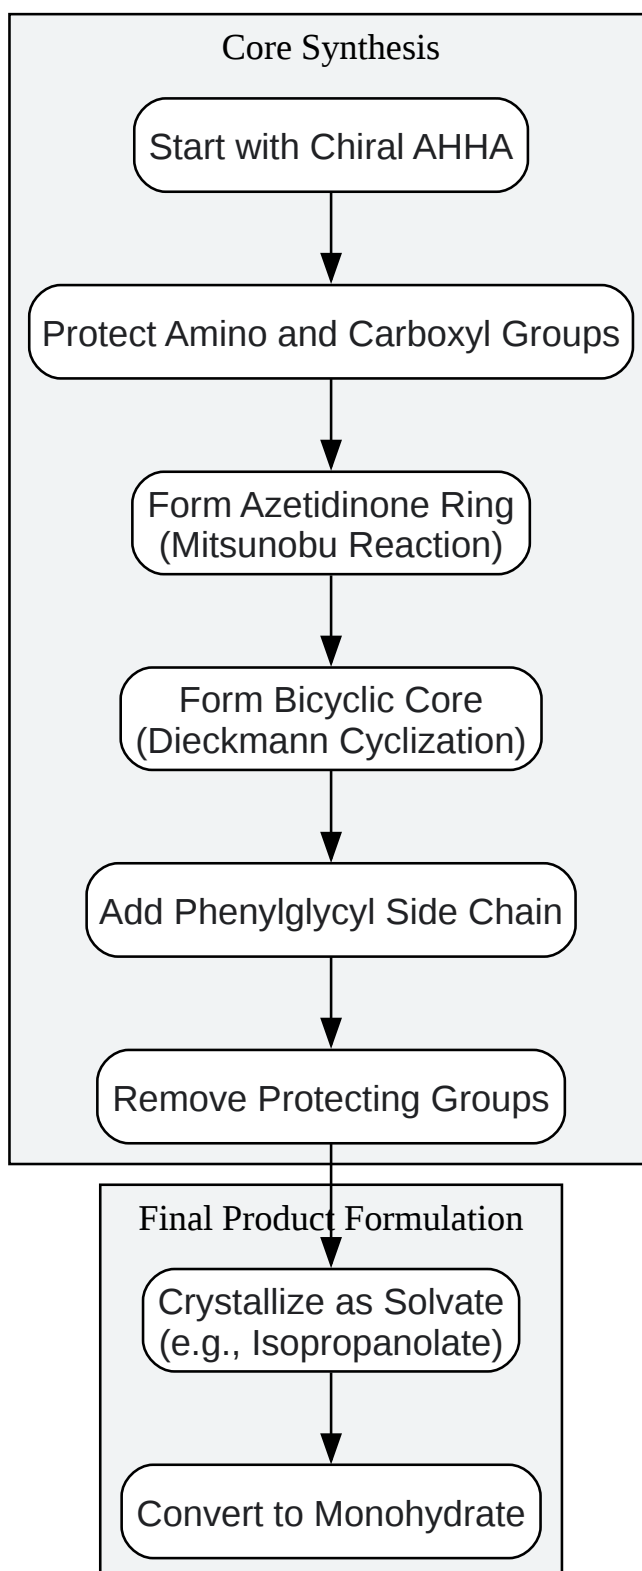 Core Synthesis
Start with Chiral AHHA
Protect Amino and Carboxyl Groups
Form Azetidinone Ring
(Mitsunobu Reaction)
Form Bicyclic Core
(Dieckmann Cyclization)
Add Phenylglycyl Side Chain
Remove Protecting Groups
Final Product Formulation
Crystallize as Solvate
(e.g., Isopropanolate)
Convert to Monohydrate